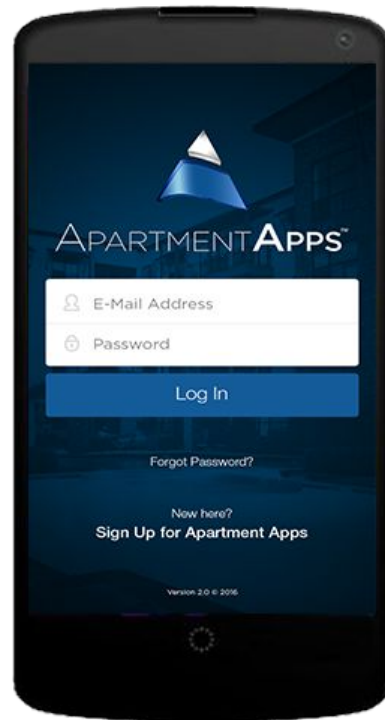 APARTMENTAPPS™
E-Mail Address
Password
Log In
Forgot Password?
New here?
Sign Up for Apartment Apps
Version 2.0 © 2016